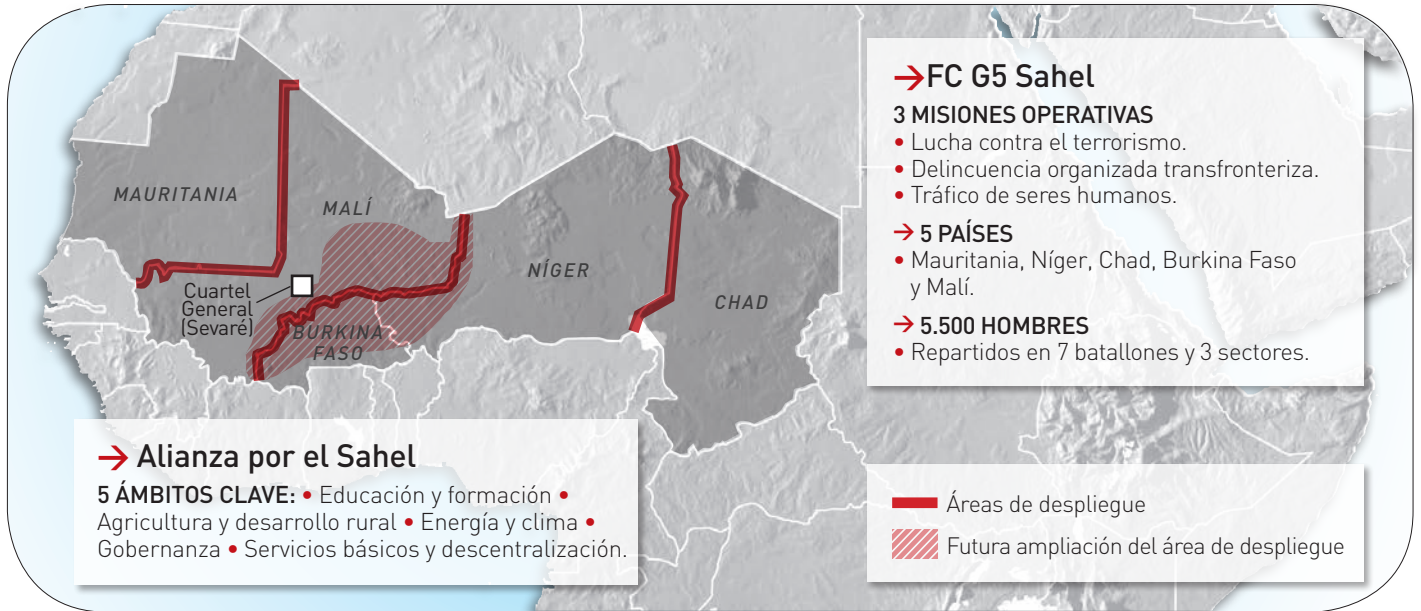 MAURITANIA
MALÍ
NÍGER
CHAD
Cuartel
General
(Sevaré)
BURKINA
FASO
→ FC G5 Sahel
3 MISIONES OPERATIVAS
• Lucha contra el terrorismo.
• Delincuencia organizada transfronteriza.
• Tráfico de seres humanos.
→ 5 PAÍSES
• Mauritania, Níger, Chad, Burkina Faso
y Malí.
→ 5.500 HOMBRES
• Repartidos en 7 batallones y 3 sectores.
→ Alianza por el Sahel
5 ÁMBITOS CLAVE: • Educación y formación •
Agricultura y desarrollo rural • Energía y clima •
Gobernanza • Servicios básicos y descentralización.
Áreas de despliegue
Futura ampliación del área de despliegue